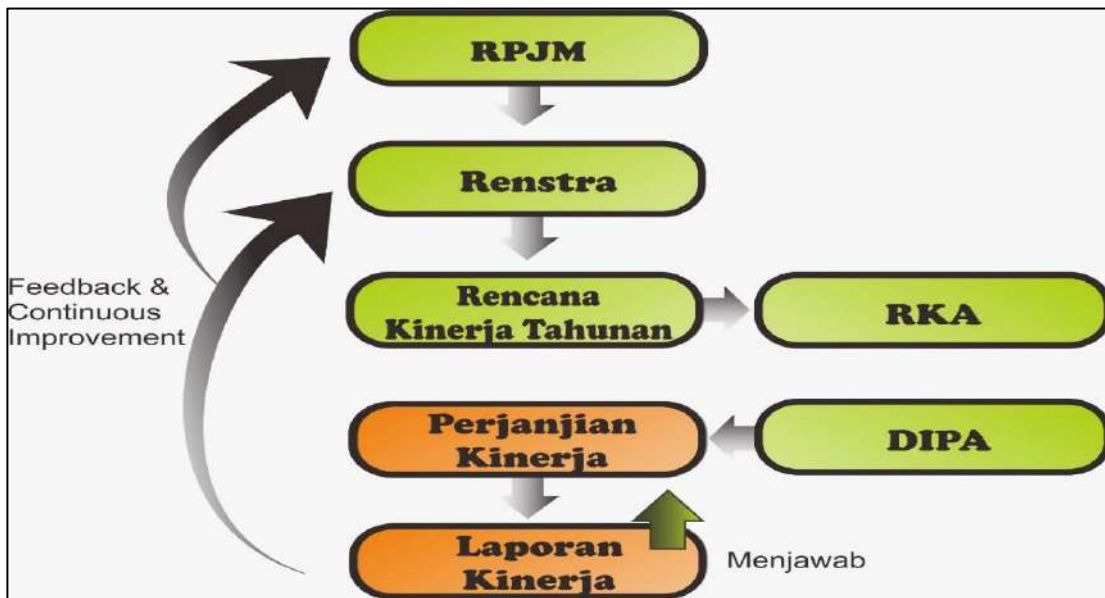 RPJM
Renstra
Feedback &
Continuous
Improvement
Rencana
Kinerja Tahunan
RKA
Perjanjian
Kinerja
DIPA
Laporan
Kinerja
Menjawab